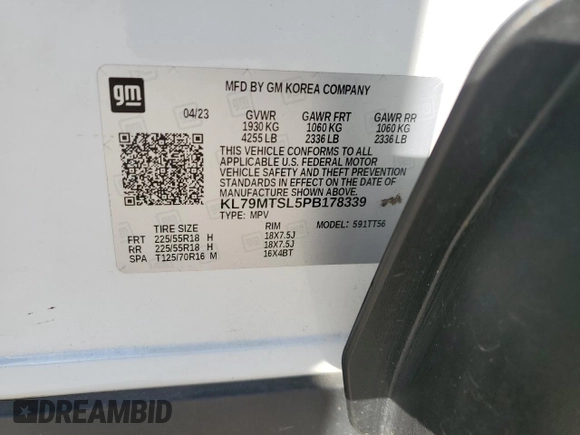 gm
MFD BY GM KOREA COMPANY
04/23 GVWR GAWR FRT GAWR RR
1930 KG 1060 KG 1060 KG
4255 LB 2336 LB 2336 LB
THIS VEHICLE CONFORMS TO ALL
APPLICABLE U.S. FEDERAL MOTOR
VEHICLE SAFETY AND THEFT PREVENTION
STANDARDS IN EFFECT ON THE DATE OF
MANUFACTURE SHOWN ABOVE.
KL79MTSL5PB178339
TYPE: MPV MODEL: 591TT56
TIRE SIZE RIM
FRT 225/55R18 H 18X7.5J
RR 225/55R18 H 18X7.5J
SPA T125/70R16 M 16X4BT
DREAMBID